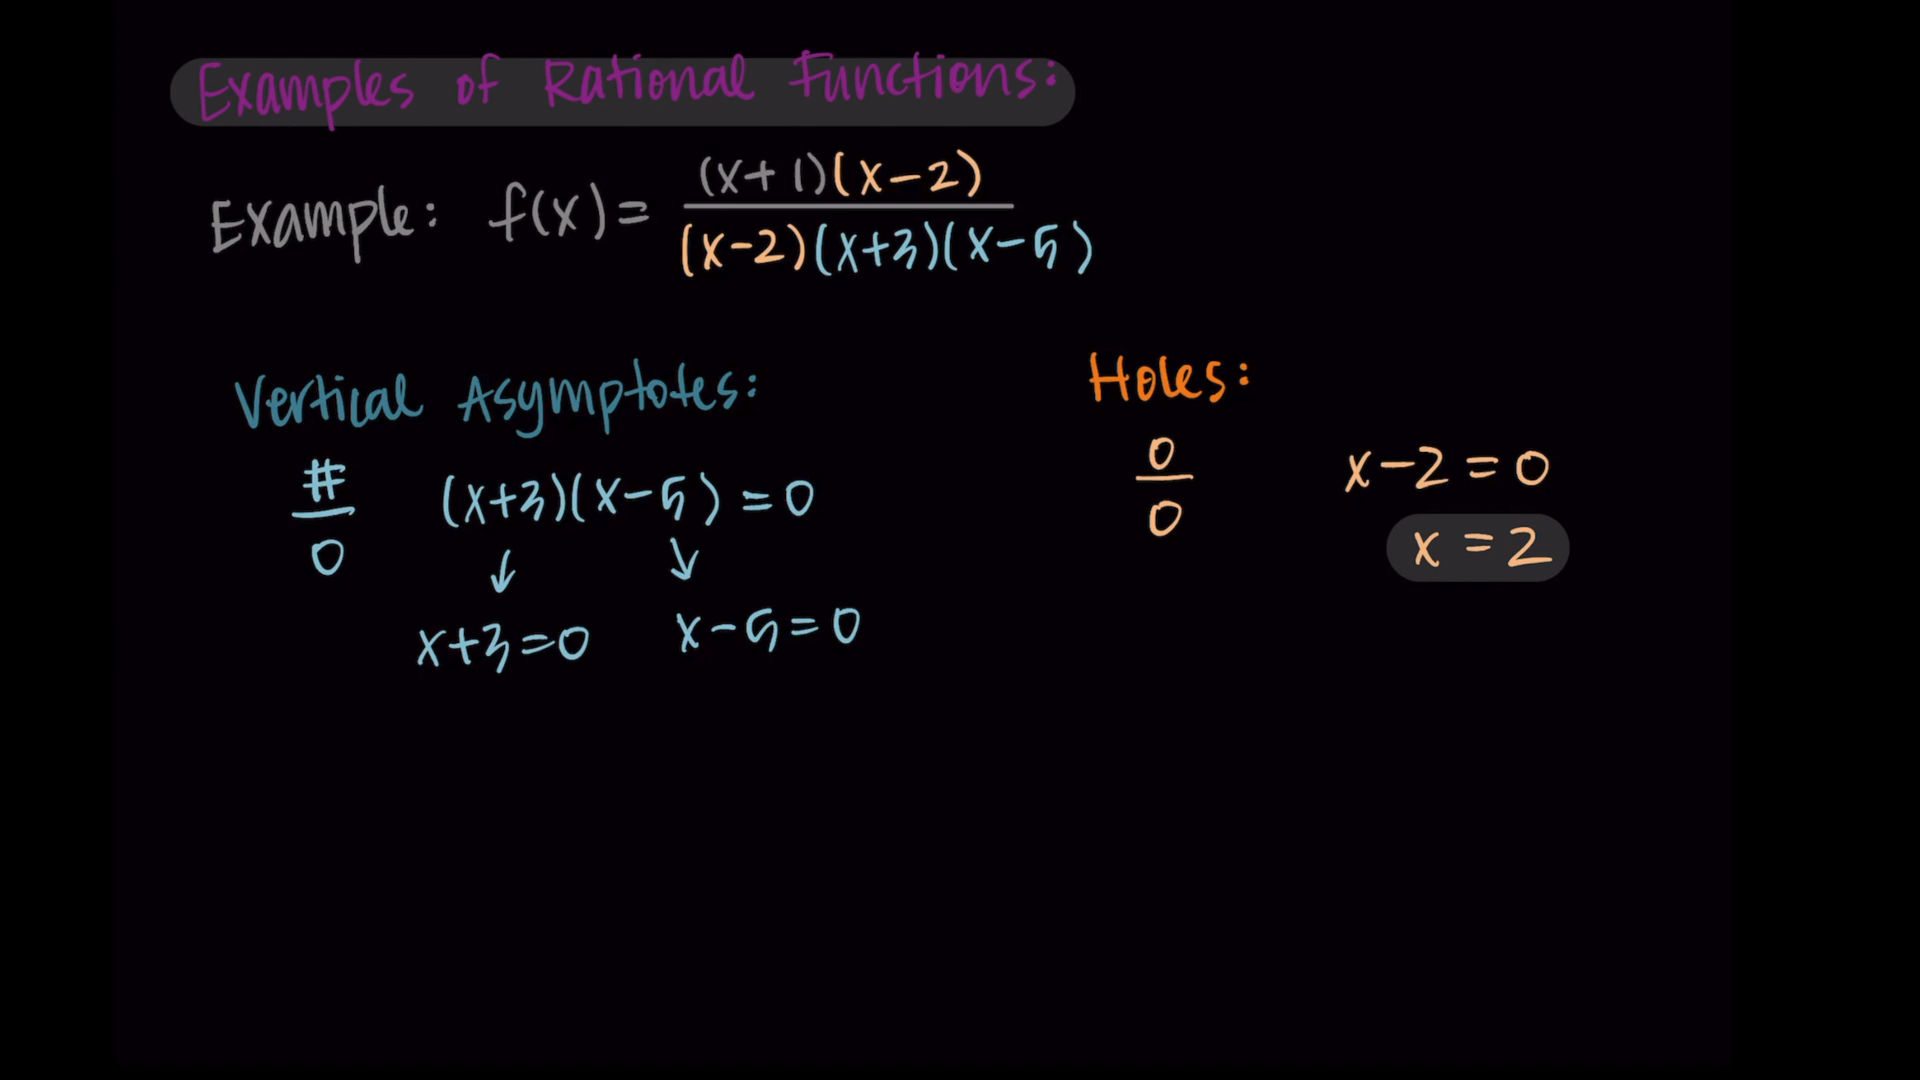 Examples of Rational Functions:
Example: f(x) = (x+1)(x-2)
(x-2)(x+3)(x-5)
Vertical Asymptotes:
#
0
(x+3)(x-5) = 0
↓ ↓
x+3=0 x-5=0
Holes:
0
0
x-2=0
x=2